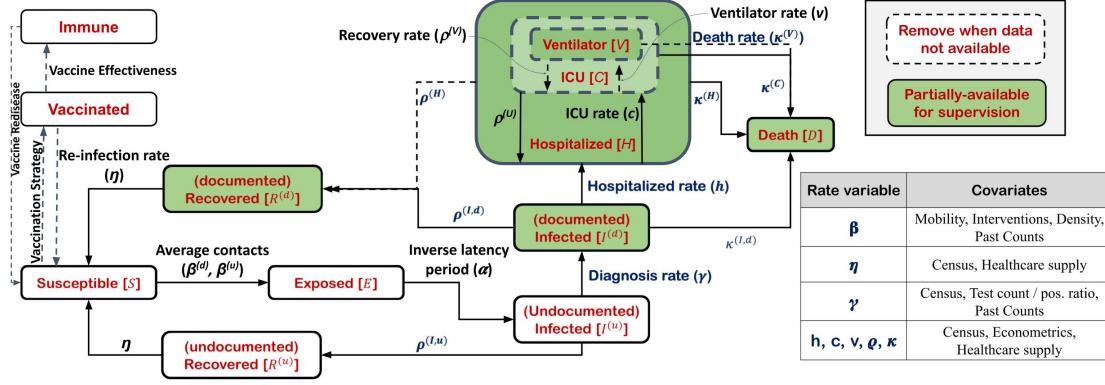 Immune
Vaccine Effectiveness
Vaccinated
Vaccine Redisease
Vaccination Strategy
Re-infection rate
(η)
(documented)
Recovered [R^(d)]
Susceptible [S]
Average contacts
(β^(d), β^(u))
Exposed [E]
Inverse latency
period (α)
η
(undocumented)
Recovered [R^(u)]
ρ^(I,u)
(Undocumented)
Infected [I^(u)]
Diagnosis rate (γ)
(documented)
Infected [I^(d)]
ρ^(I,d)
κ^(I,d)
Hospitalized rate (h)
Recovery rate (ρ^(V))
Ventilator rate (v)
Ventilator [V]
Death rate (κ^(V))
ICU [C]
ρ^(H)
ρ^(U)
ICU rate (c)
κ^(H)
κ^(C)
Hospitalized [H]
Death [D]
Remove when data
not available
Partially-available
for supervision
Rate variable Covariates
β Mobility, Interventions, Density,
Past Counts
η Census, Healthcare supply
γ Census, Test count / pos. ratio,
Past Counts
h, c, v, ϱ, κ Census, Econometrics,
Healthcare supply